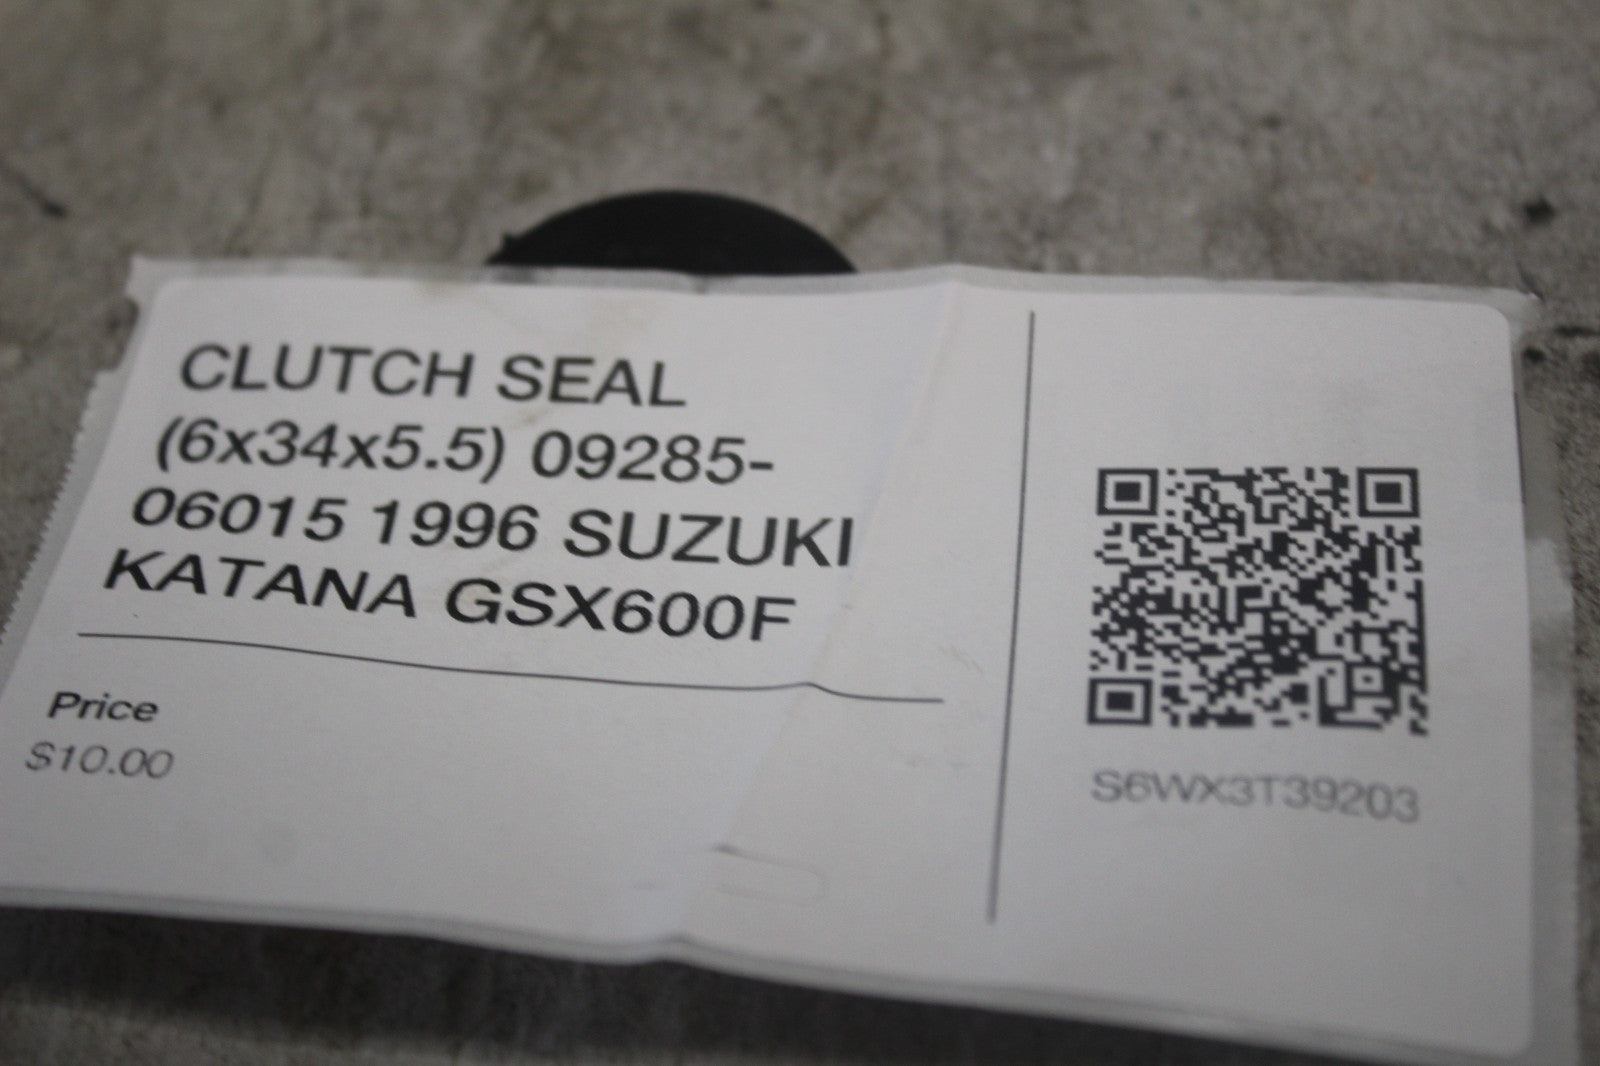 CLUTCH SEAL
(6x34x5.5) 09285-
06015 1996 SUZUKI
KATANA GSX600F
Price
$10.00
S6WX3T39203